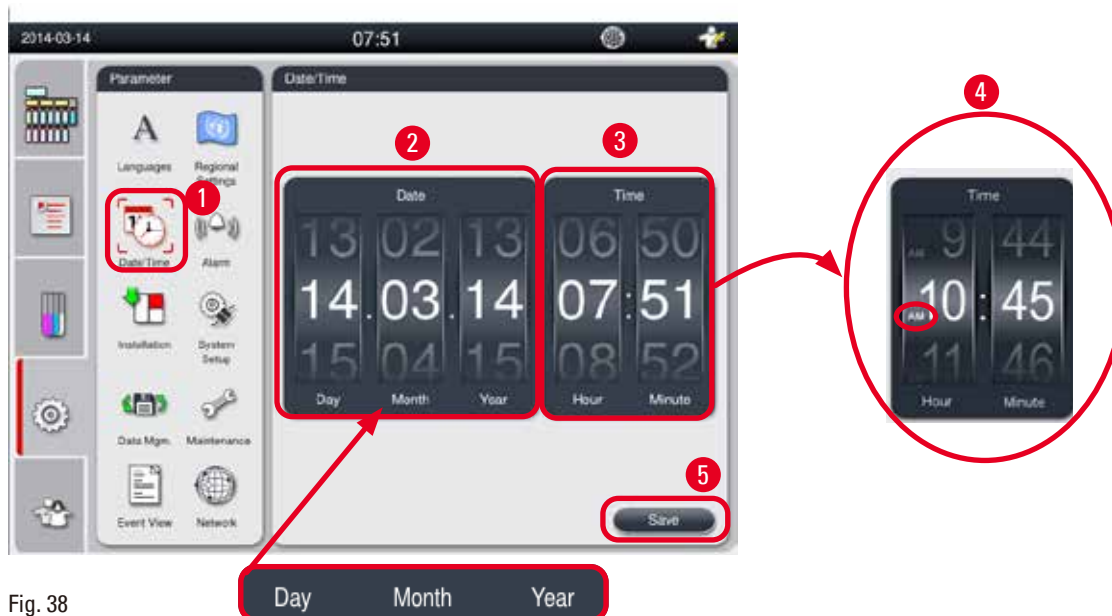 2014-03-14 07:51
Parameter
Date/Time
Languages
Regional Settings
1
Date/Time
Alarm
Installation
System Setup
Data Mgm.
Maintenance
Event View
Network
2
Date
13 02 13
14.03.14
15 04 15
Day Month Year
3
Time
06 50
07:51
08 52
Hour Minute
4
Time
AM 9 44
AM 10:45
11 46
Hour Minute
5
Save
Day Month Year
Fig. 38